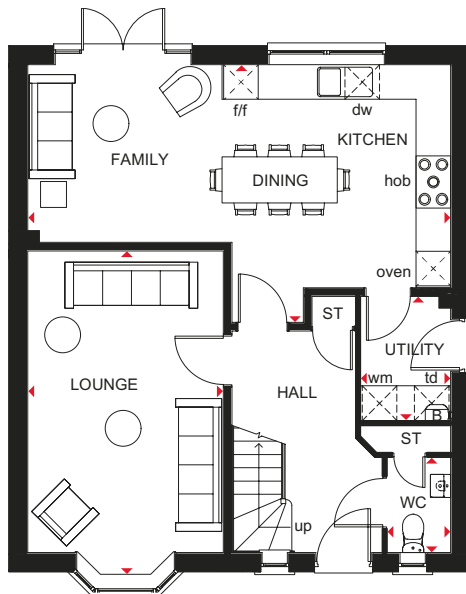 f/f
dw
KITCHEN
FAMILY
DINING
hob
oven
ST
UTILITY
wm
td
LOUNGE
HALL
B
ST
WC
up